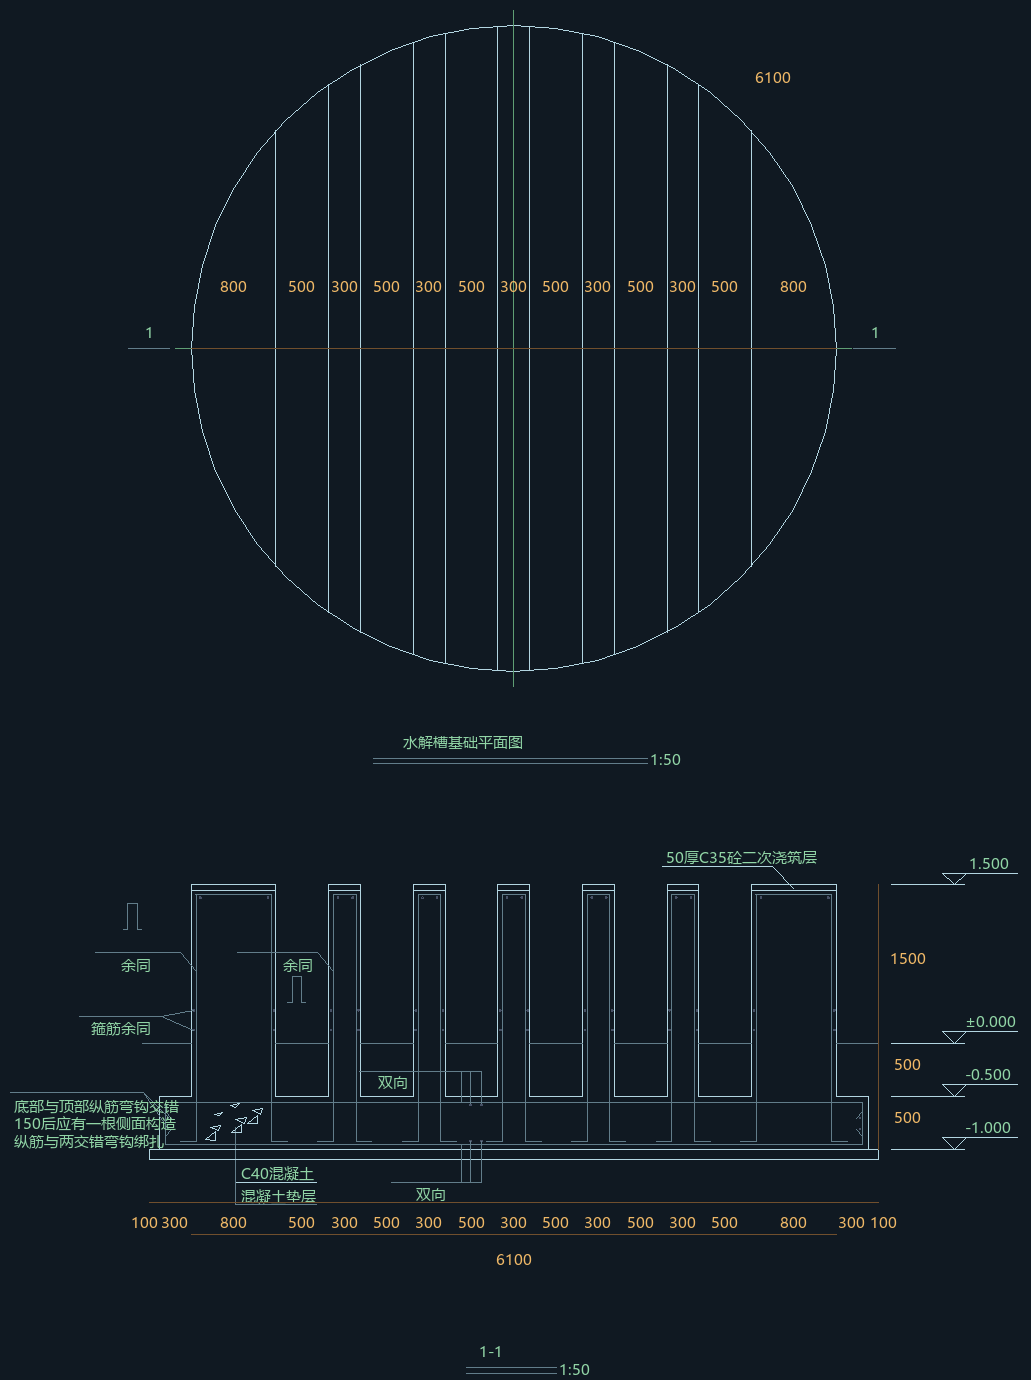 6100
800 500 300 500 300 500 300 500 300 500 300 500 800
1 1
水解槽基础平面图
1:50
50厚C35砼二次浇筑层
1.500
余同 余同
1500
箍筋余同
±0.000
500
-0.500
双向
底部与顶部纵筋弯钩交错
150后应有一根侧面构造
纵筋与两交错弯钩绑扎
500
-1.000
C40混凝土
混凝土垫层
双向
100 300 800 500 300 500 300 500 300 500 300 500 300 500 800 300 100
6100
1-1
1:50